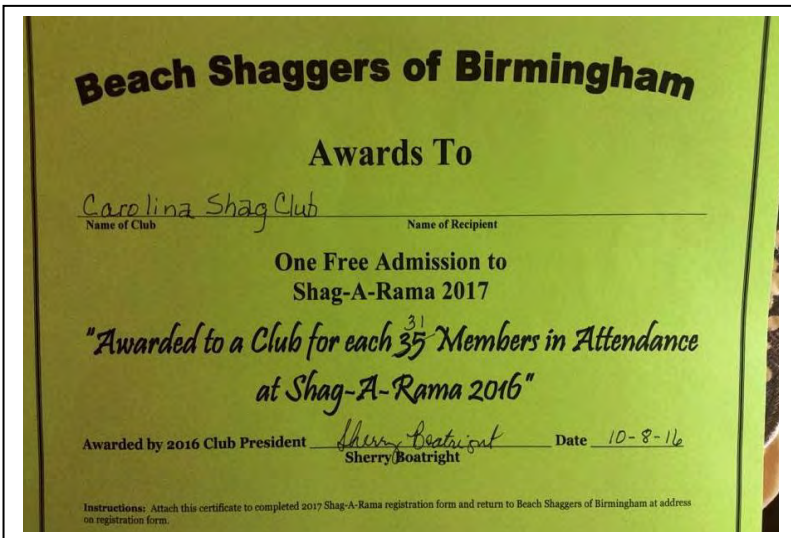 Beach Shaggers of Birmingham
Awards To
Carolina Shag Club
Name of Club Name of Recipient
One Free Admission to
Shag-A-Rama 2017
31
"Awarded to a Club for each 35 Members in Attendance
at Shag-A-Rama 2016"
Awarded by 2016 Club President Sherry Boatright Date 10-8-16
Sherry Boatright
Instructions: Attach this certificate to completed 2017 Shag-A-Rama registration form and return to Beach Shaggers of Birmingham at address
on registration form.